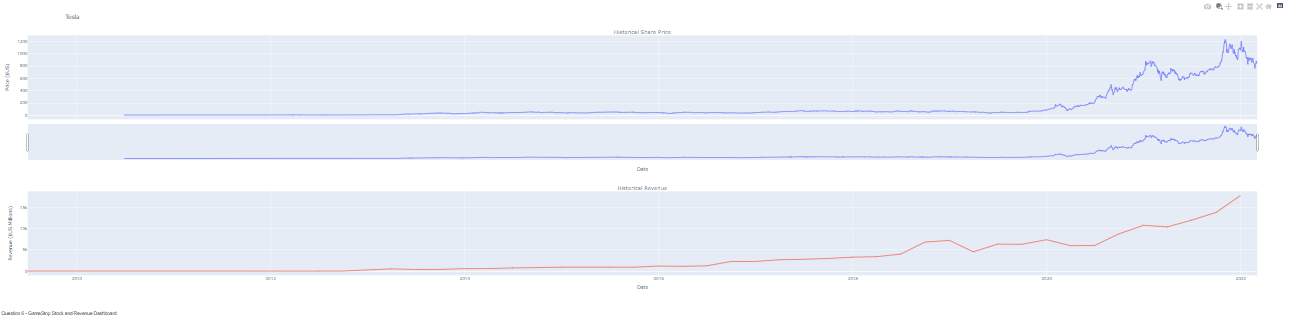 Tesla
Historical Share Price
1200
1000
800
600
400
200
0
Price ($US)
Date
Historical Revenue
15k
10k
5k
0
Revenue ($US Millions)
2010
2012
2014
2016
2018
2020
2022
Date
Question 6 - GameStop Stock and Revenue Dashboard